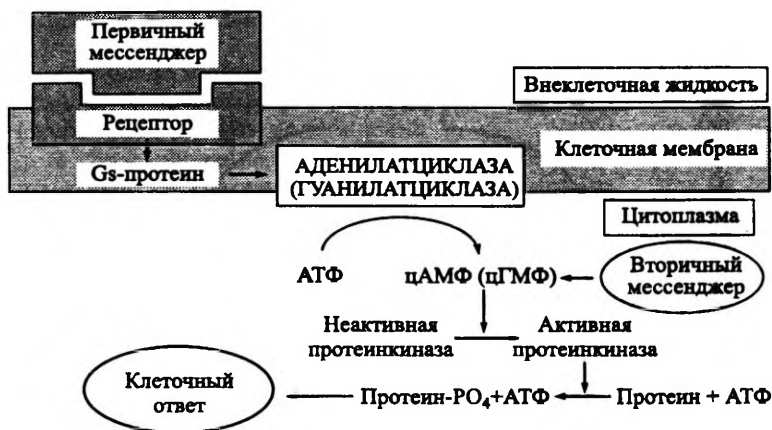 Первичный
мессенджер
Внеклеточная жидкость
Рецептор
Клеточная мембрана
Gs-протеин
АДЕНИЛАТЦИКЛАЗА
(ГУАНИЛАТЦИКЛАЗА)
Цитоплазма
АТФ
цАМФ (цГМФ)
Вторичный
мессенджер
Неактивная
протеинкиназа
Активная
протеинкиназа
Клеточный
ответ
Протеин-PO₄+АТФ
Протеин + АТФ